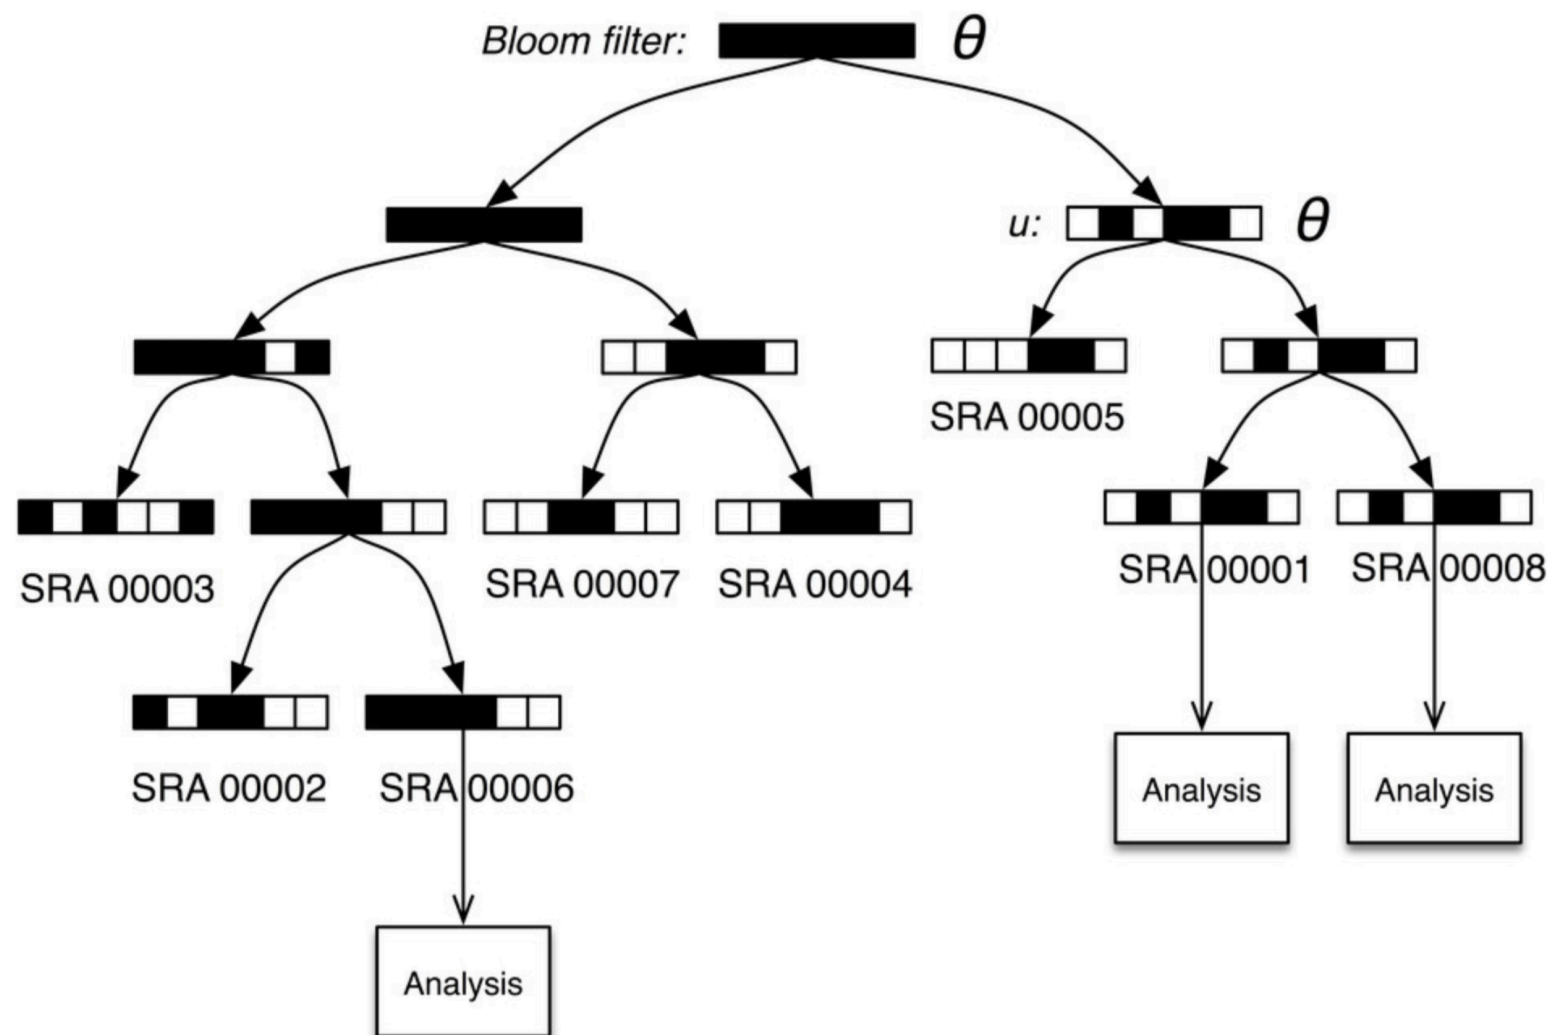 Bloom filter: θ
u: θ
SRA 00005
SRA 00003
SRA 00007
SRA 00004
SRA 00001
SRA 00008
SRA 00002
SRA 00006
Analysis
Analysis
Analysis